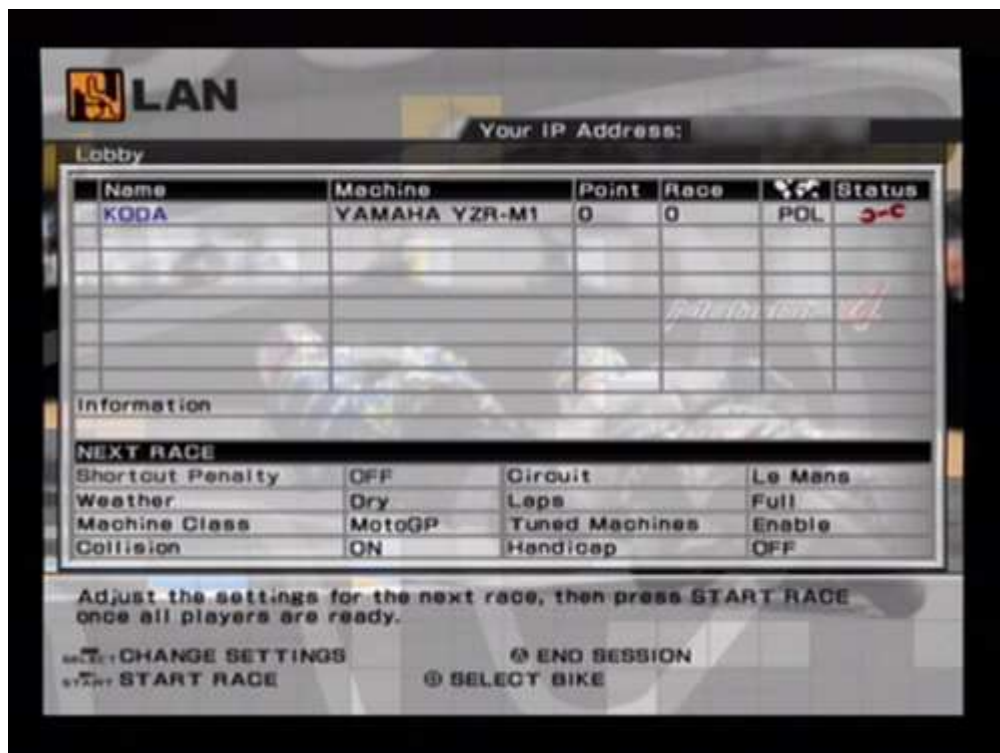 LAN
Your IP Address:
Lobby
Name Machine Point Race Status
KODA YAMAHA YZR-M1 0 0 POL
Information
NEXT RACE
Shortcut Penalty OFF Circuit Le Mans
Weather Dry Laps Full
Machine Class MotoGP Tuned Machines Enable
Collision ON Handicap OFF
Adjust the settings for the next race, then press START RACE
once all players are ready.
SELECT CHANGE SETTINGS END SESSION
START START RACE SELECT BIKE